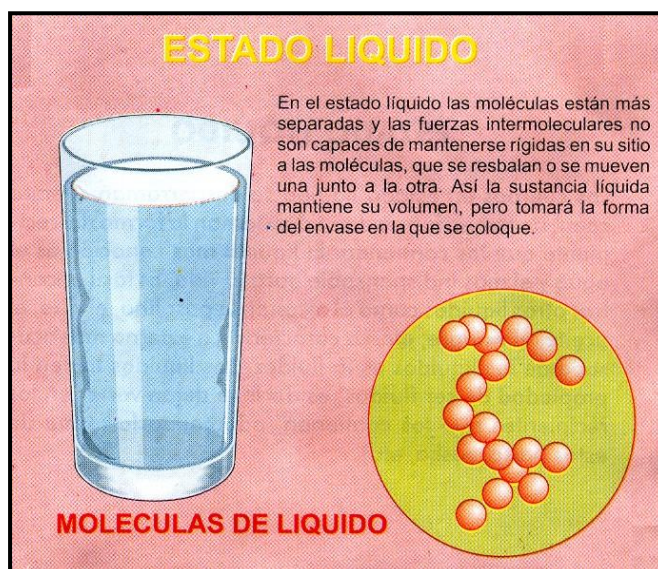 ESTADO LIQUIDO
En el estado líquido las moléculas están más
separadas y las fuerzas intermoleculares no
son capaces de mantenerse rígidas en su sitio
a las moléculas, que se resbalan o se mueven
una junto a la otra. Así la sustancia líquida
mantiene su volumen, pero tomará la forma
del envase en la que se coloque.
MOLECULAS DE LIQUIDO